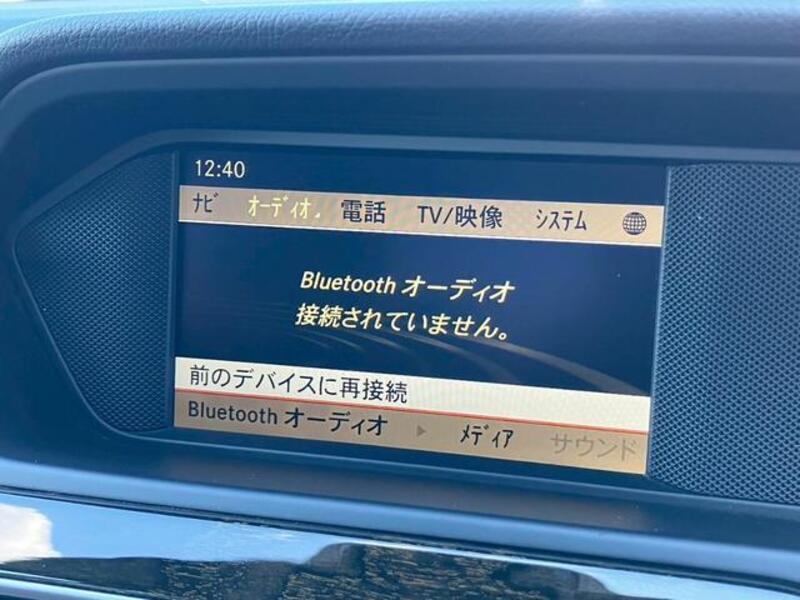 12:40
ナビ オーディオ 電話 TV/映像 システム
Bluetooth オーディオ
接続されていません。
前のデバイスに再接続
Bluetooth オーディオ ▶ メディア サウンド